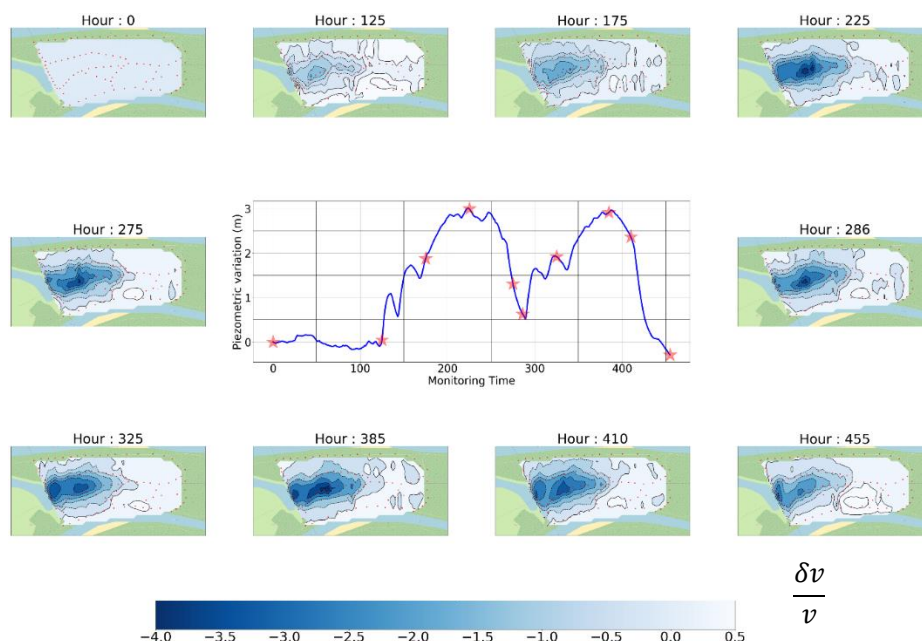 Hour : 0
Hour : 125
Hour : 175
Hour : 225
Hour : 275
Piezometric variation (m)
3
2
1
0
0 100 200 300 400
Monitoring Time
Hour : 286
Hour : 325
Hour : 385
Hour : 410
Hour : 455
δv
v
−4.0 −3.5 −3.0 −2.5 −2.0 −1.5 −1.0 −0.5 0.0 0.5